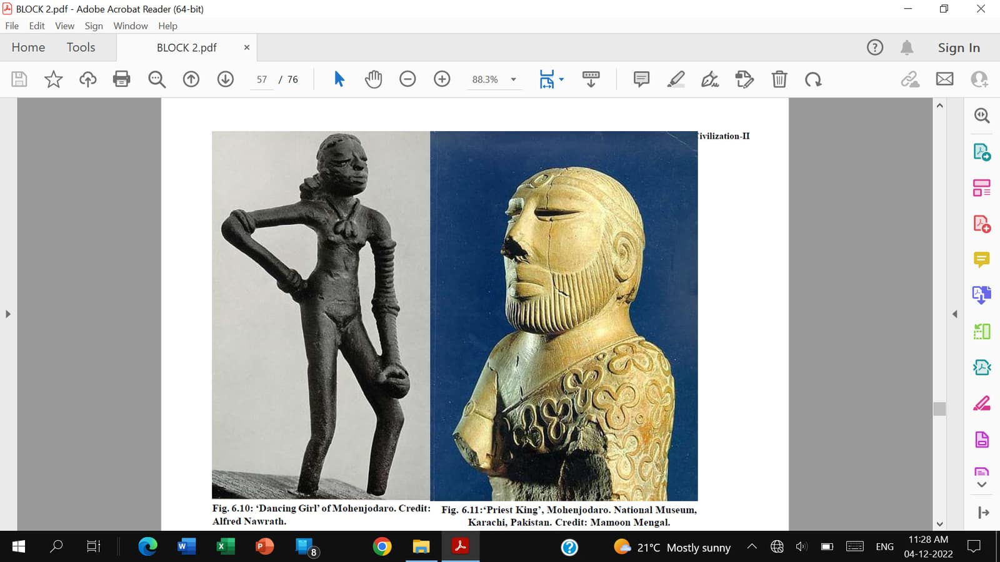 BLOCK 2.pdf - Adobe Acrobat Reader (64-bit)
File Edit View Sign Window Help
Home Tools BLOCK 2.pdf × Sign In
57 / 76 88.3%
ivilization-II
Fig. 6.10: ‘Dancing Girl’ of Mohenjodaro. Credit:
Alfred Nawrath.
Fig. 6.11:‘Priest King’, Mohenjodaro. National Museum,
Karachi, Pakistan. Credit: Mamoon Mengal.
8
21°C Mostly sunny
ENG
11:28 AM
04-12-2022